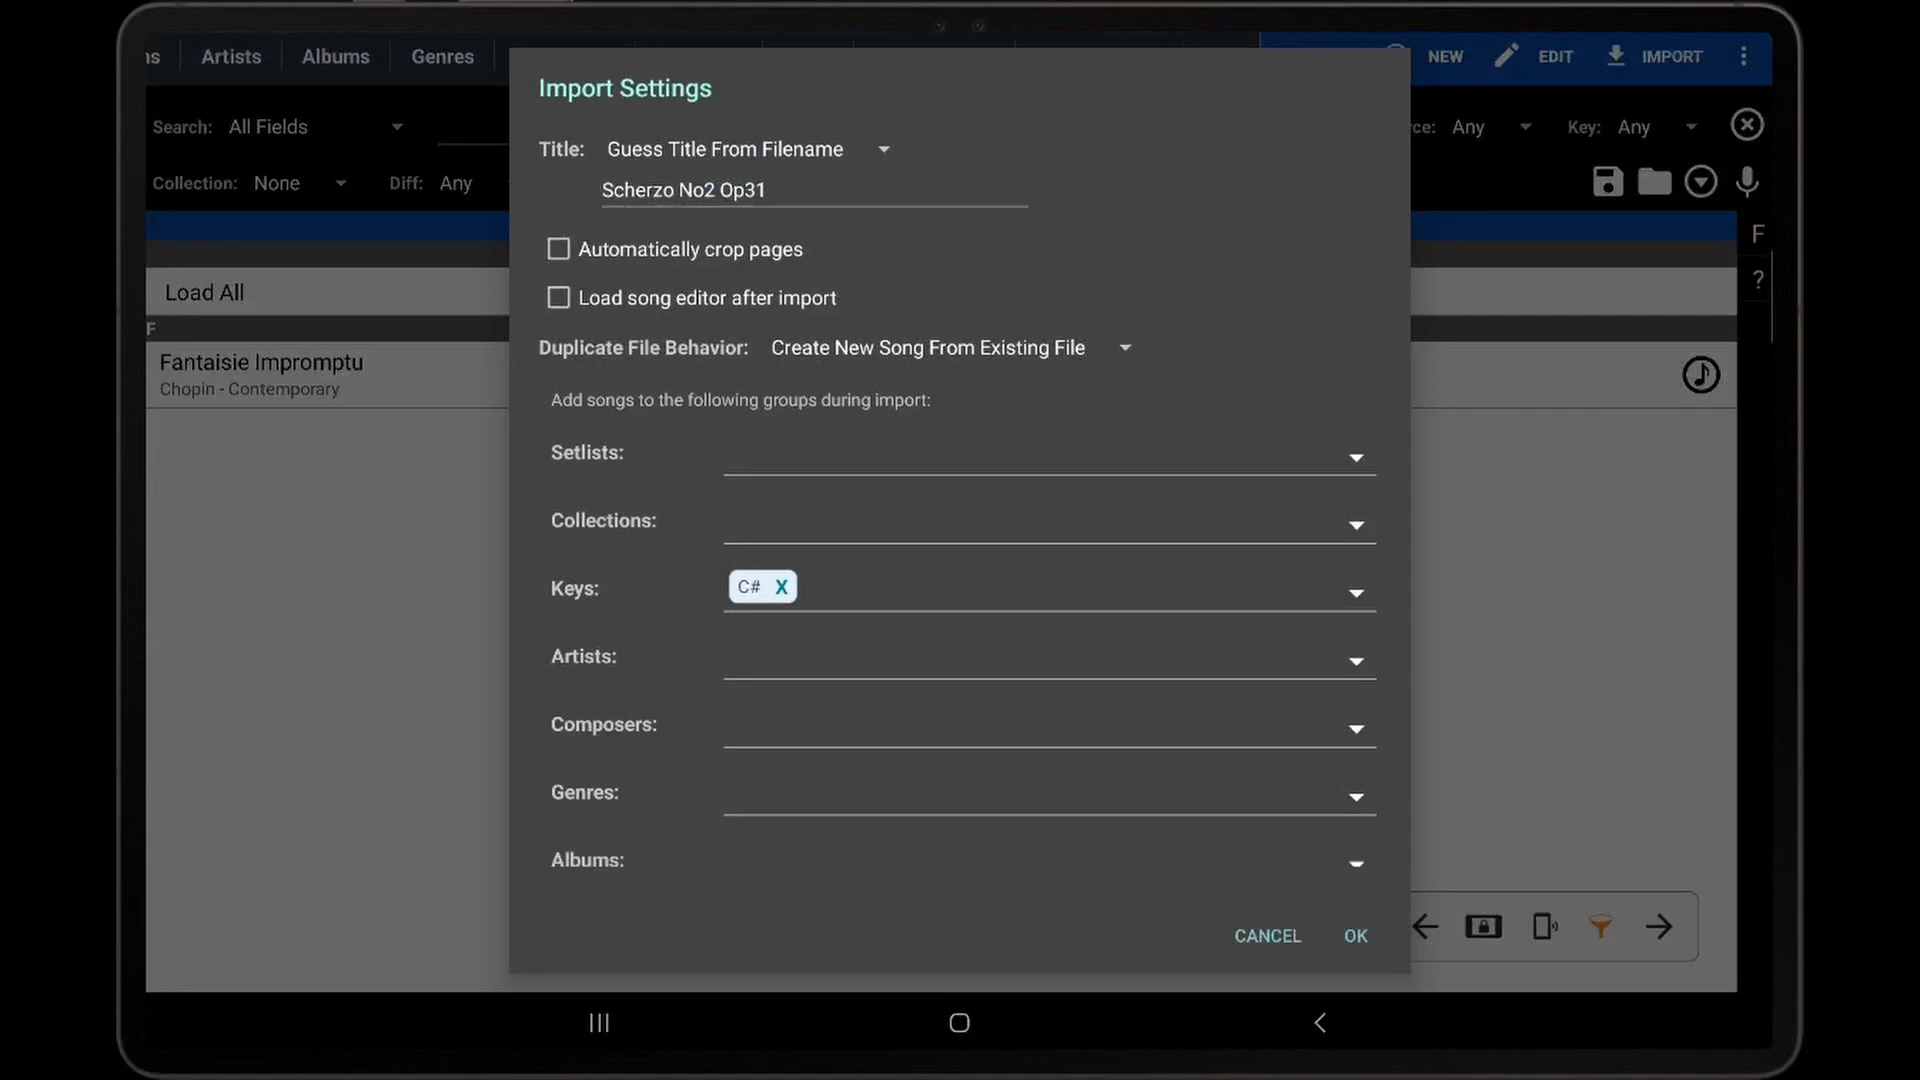 ns Artists Albums Genres NEW EDIT IMPORT
Import Settings
Search: All Fields
Title: Guess Title From Filename
rce: Any Key: Any
Collection: None Diff: Any
Scherzo No2 Op31
F
Automatically crop pages
?
Load All
Load song editor after import
F
Duplicate File Behavior: Create New Song From Existing File
Fantaisie Impromptu
Chopin - Contemporary
Add songs to the following groups during import:
Setlists:
Collections:
Keys: C# X
Artists:
Composers:
Genres:
Albums:
CANCEL OK